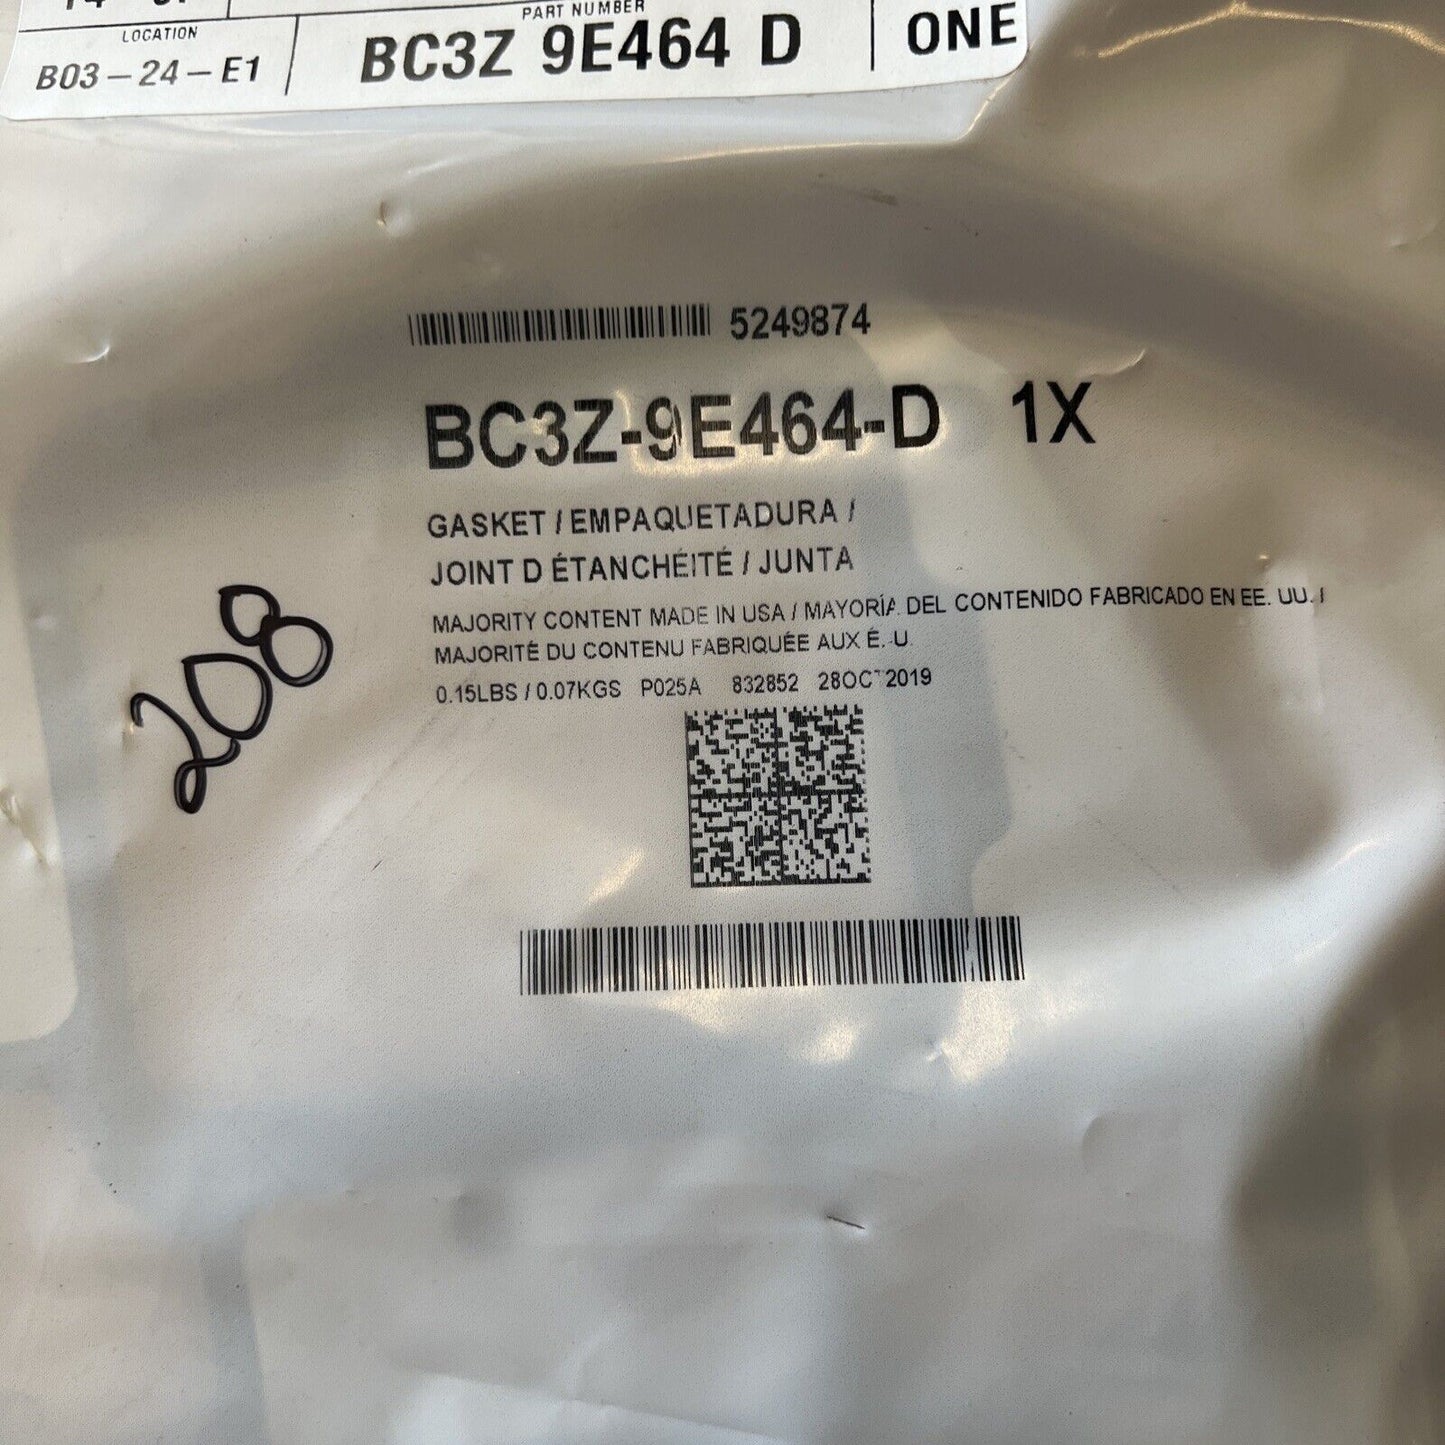 PART NUMBER
LOCATION
B03-24-E1
BC3Z 9E464 D
ONE
5249874
BC3Z-9E464-D 1X
GASKET / EMPAQUETADURA /
JOINT D ÉTANCHÉITÉ / JUNTA
MAJORITY CONTENT MADE IN USA / MAYORÍA DEL CONTENIDO FABRICADO EN EE. UU. /
MAJORITÉ DU CONTENU FABRIQUÉE AUX É.-U.
0.15LBS / 0.07KGS P025A 832852 28OCT2019
208